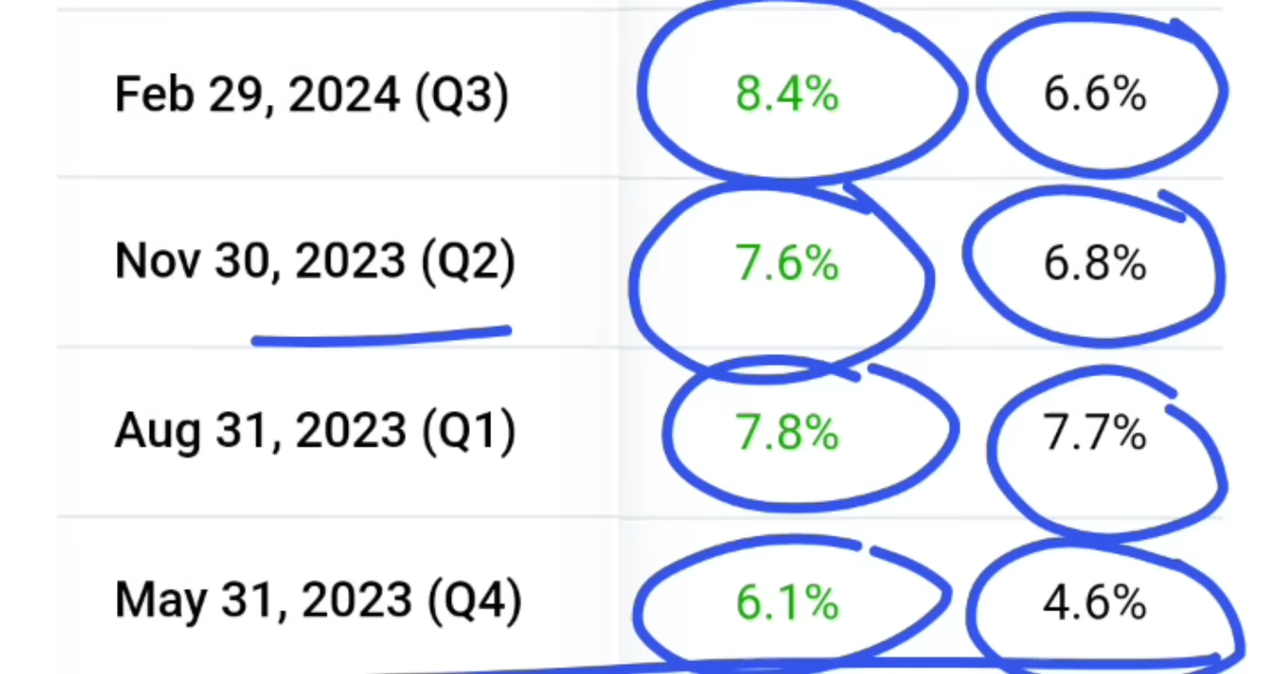 Feb 29, 2024 (Q3) 8.4% 6.6%
Nov 30, 2023 (Q2) 7.6% 6.8%
Aug 31, 2023 (Q1) 7.8% 7.7%
May 31, 2023 (Q4) 6.1% 4.6%